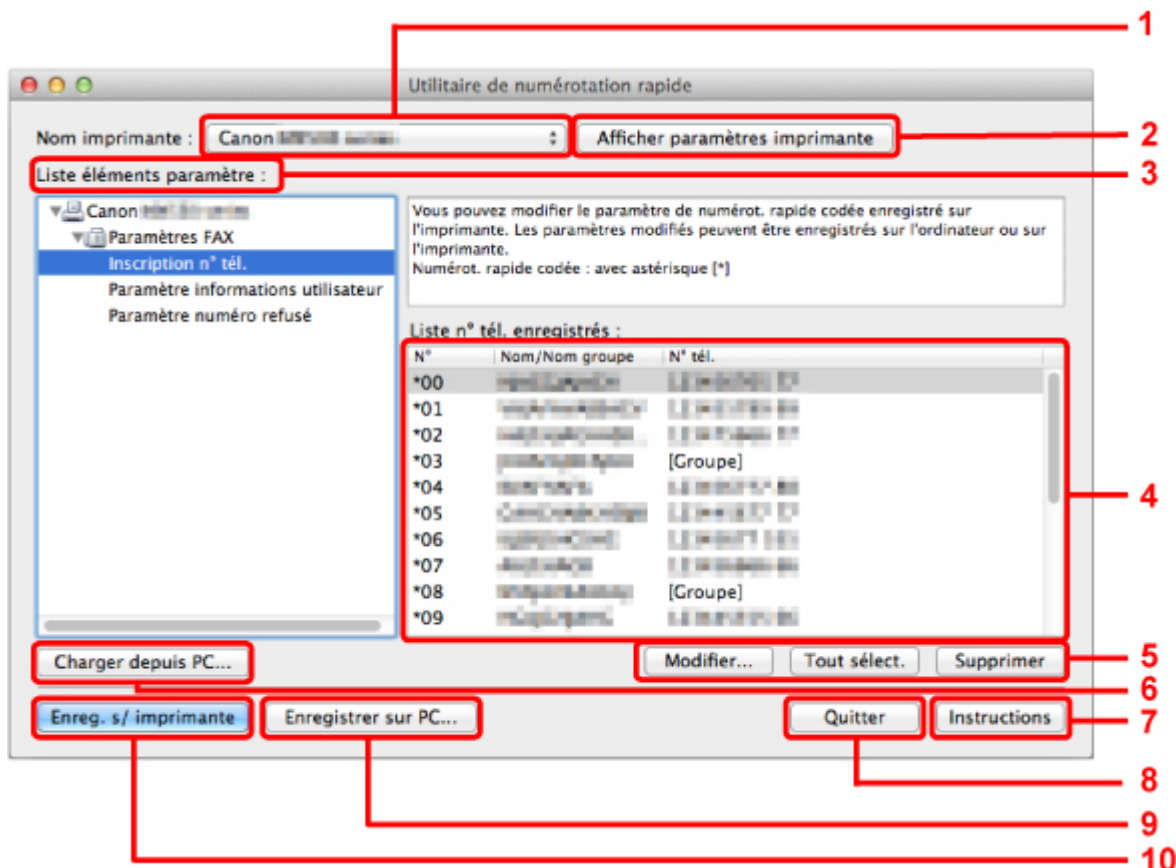 1
Utilitaire de numérotation rapide
Nom imprimante : Canon
Afficher paramètres imprimante
2
Liste éléments paramètre :
3
Canon
Paramètres FAX
Inscription n° tél.
Paramètre informations utilisateur
Paramètre numéro refusé
Vous pouvez modifier le paramètre de numérot. rapide codée enregistré sur
l'imprimante. Les paramètres modifiés peuvent être enregistrés sur l'ordinateur ou sur
l'imprimante.
Numérot. rapide codée : avec astérisque [*]
Liste n° tél. enregistrés :
N° Nom/Nom groupe N° tél.
*00
*01
*02
*03 [Groupe]
*04
*05
*06
*07
*08 [Groupe]
*09
4
Charger depuis PC...
Modifier... Tout sélect. Supprimer
5
6
Enreg. s/ imprimante Enregistrer sur PC... Quitter Instructions
7
8
9
10